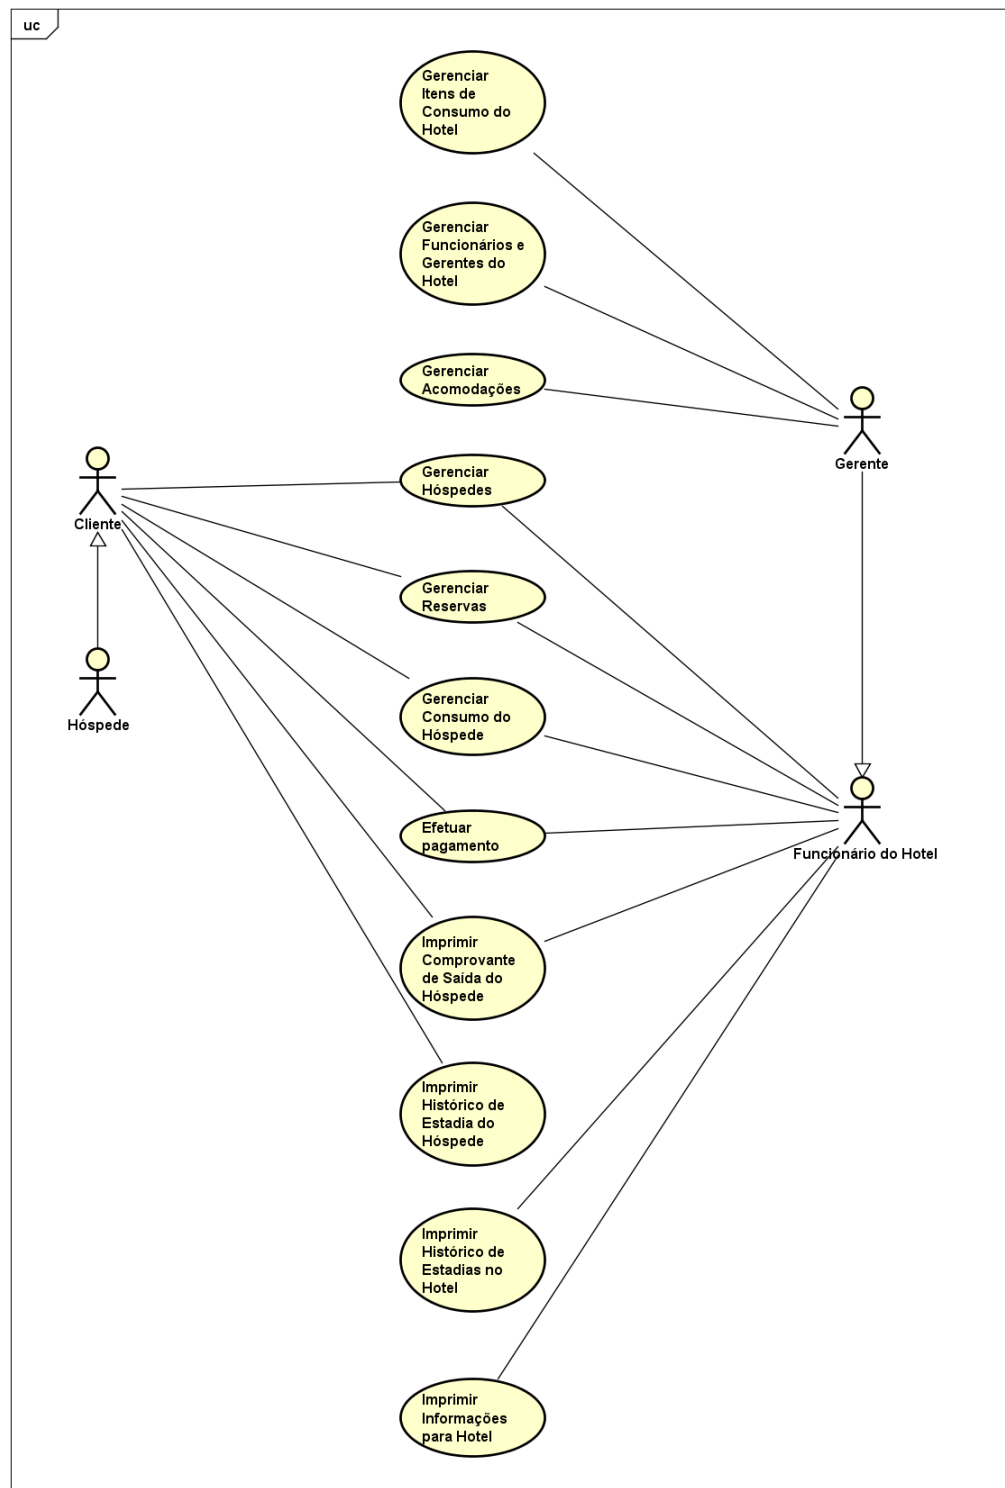 uc
Gerenciar
Itens de
Consumo do
Hotel
Gerenciar
Funcionários e
Gerentes do
Hotel
Gerenciar
Acomodações
Gerente
Gerenciar
Hóspedes
Cliente
Gerenciar
Reservas
Hóspede
Gerenciar
Consumo do
Hóspede
Efetuar
pagamento
Funcionário do Hotel
Imprimir
Comprovante
de Saída do
Hóspede
Imprimir
Histórico de
Estadia do
Hóspede
Imprimir
Histórico de
Estadias no
Hotel
Imprimir
Informações
para Hotel